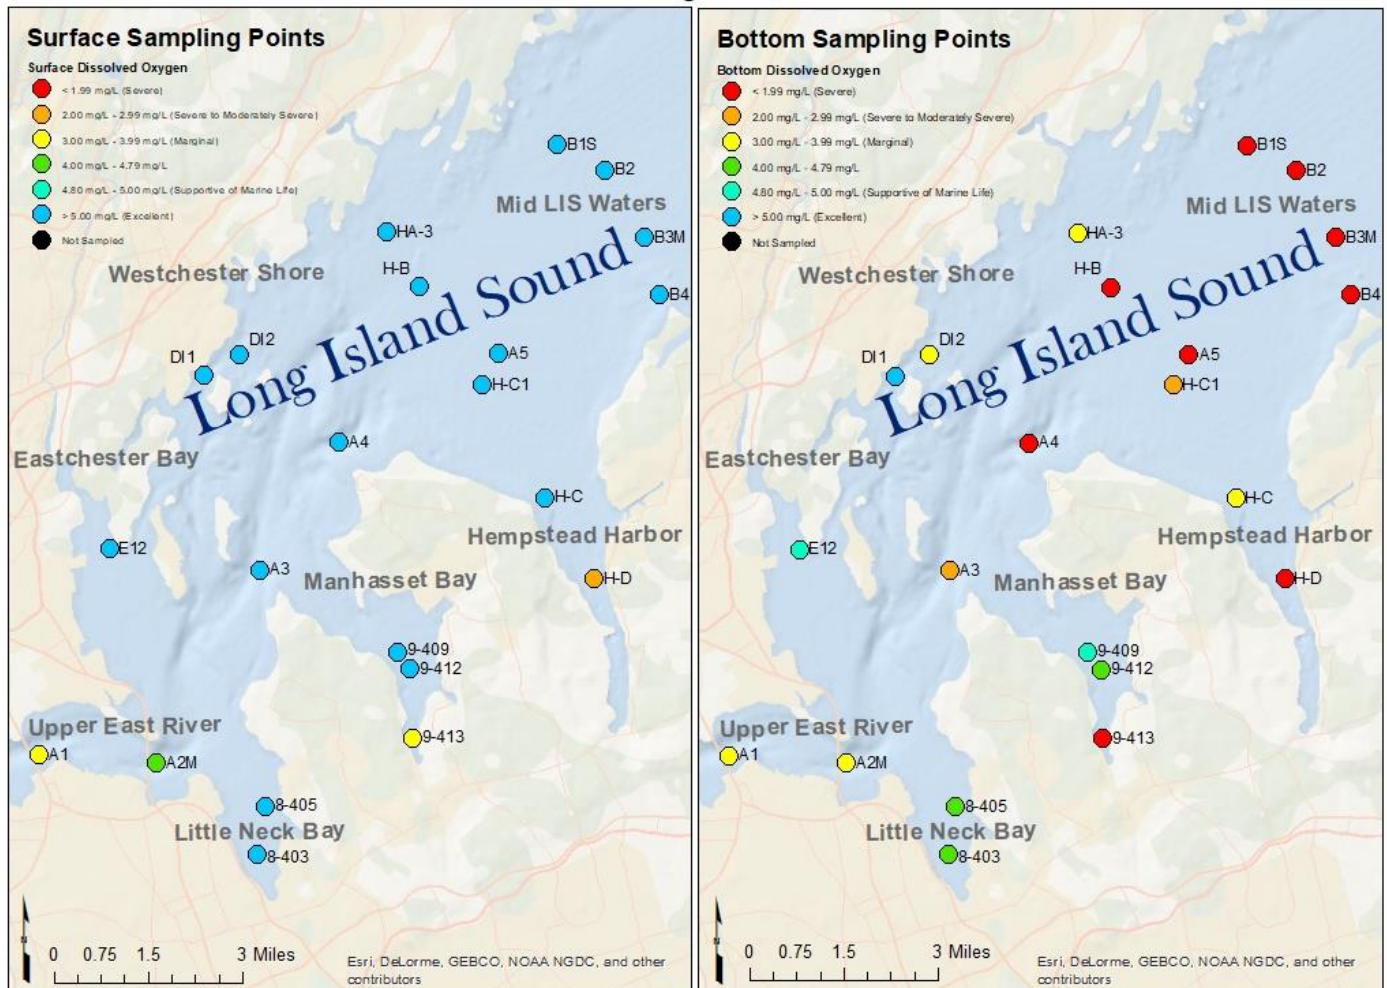 Surface Sampling Points
Surface Dissolved Oxygen
< 1.99 mg/L (Severe)
2.00 mg/L - 2.99 mg/L (Severe to Moderately Severe)
3.00 mg/L - 3.99 mg/L (Marginal)
4.00 mg/L - 4.79 mg/L
4.80 mg/L - 5.00 mg/L (Supportive of Marine Life)
> 5.00 mg/L (Excellent)
Not Sampled
B1S
B2
Mid LIS Waters
HA-3
B3M
Westchester Shore
H-B
B4
Long Island Sound
DI2
DI1
A5
H-C1
A4
Eastchester Bay
H-C
Hempstead Harbor
E12
A3
Manhasset Bay
H-D
9-409
9-412
Upper East River
9-413
A1
A2M
8-405
Little Neck Bay
8-403
N
0 0.75 1.5 3 Miles
Esri, DeLorme, GEBCO, NOAA NGDC, and other
contributors
Bottom Sampling Points
Bottom Dissolved Oxygen
< 1.99 mg/L (Severe)
2.00 mg/L - 2.99 mg/L (Severe to Moderately Severe)
3.00 mg/L - 3.99 mg/L (Marginal)
4.00 mg/L - 4.79 mg/L
4.80 mg/L - 5.00 mg/L (Supportive of Marine Life)
> 5.00 mg/L (Excellent)
Not Sampled
B1S
B2
Mid LIS Waters
HA-3
B3M
Westchester Shore
H-B
B4
Long Island Sound
DI2
DI1
A5
H-C1
A4
Eastchester Bay
H-C
Hempstead Harbor
E12
A3
Manhasset Bay
H-D
9-409
9-412
Upper East River
9-413
A1
A2M
8-405
Little Neck Bay
8-403
N
0 0.75 1.5 3 Miles
Esri, DeLorme, GEBCO, NOAA NGDC, and other
contributors